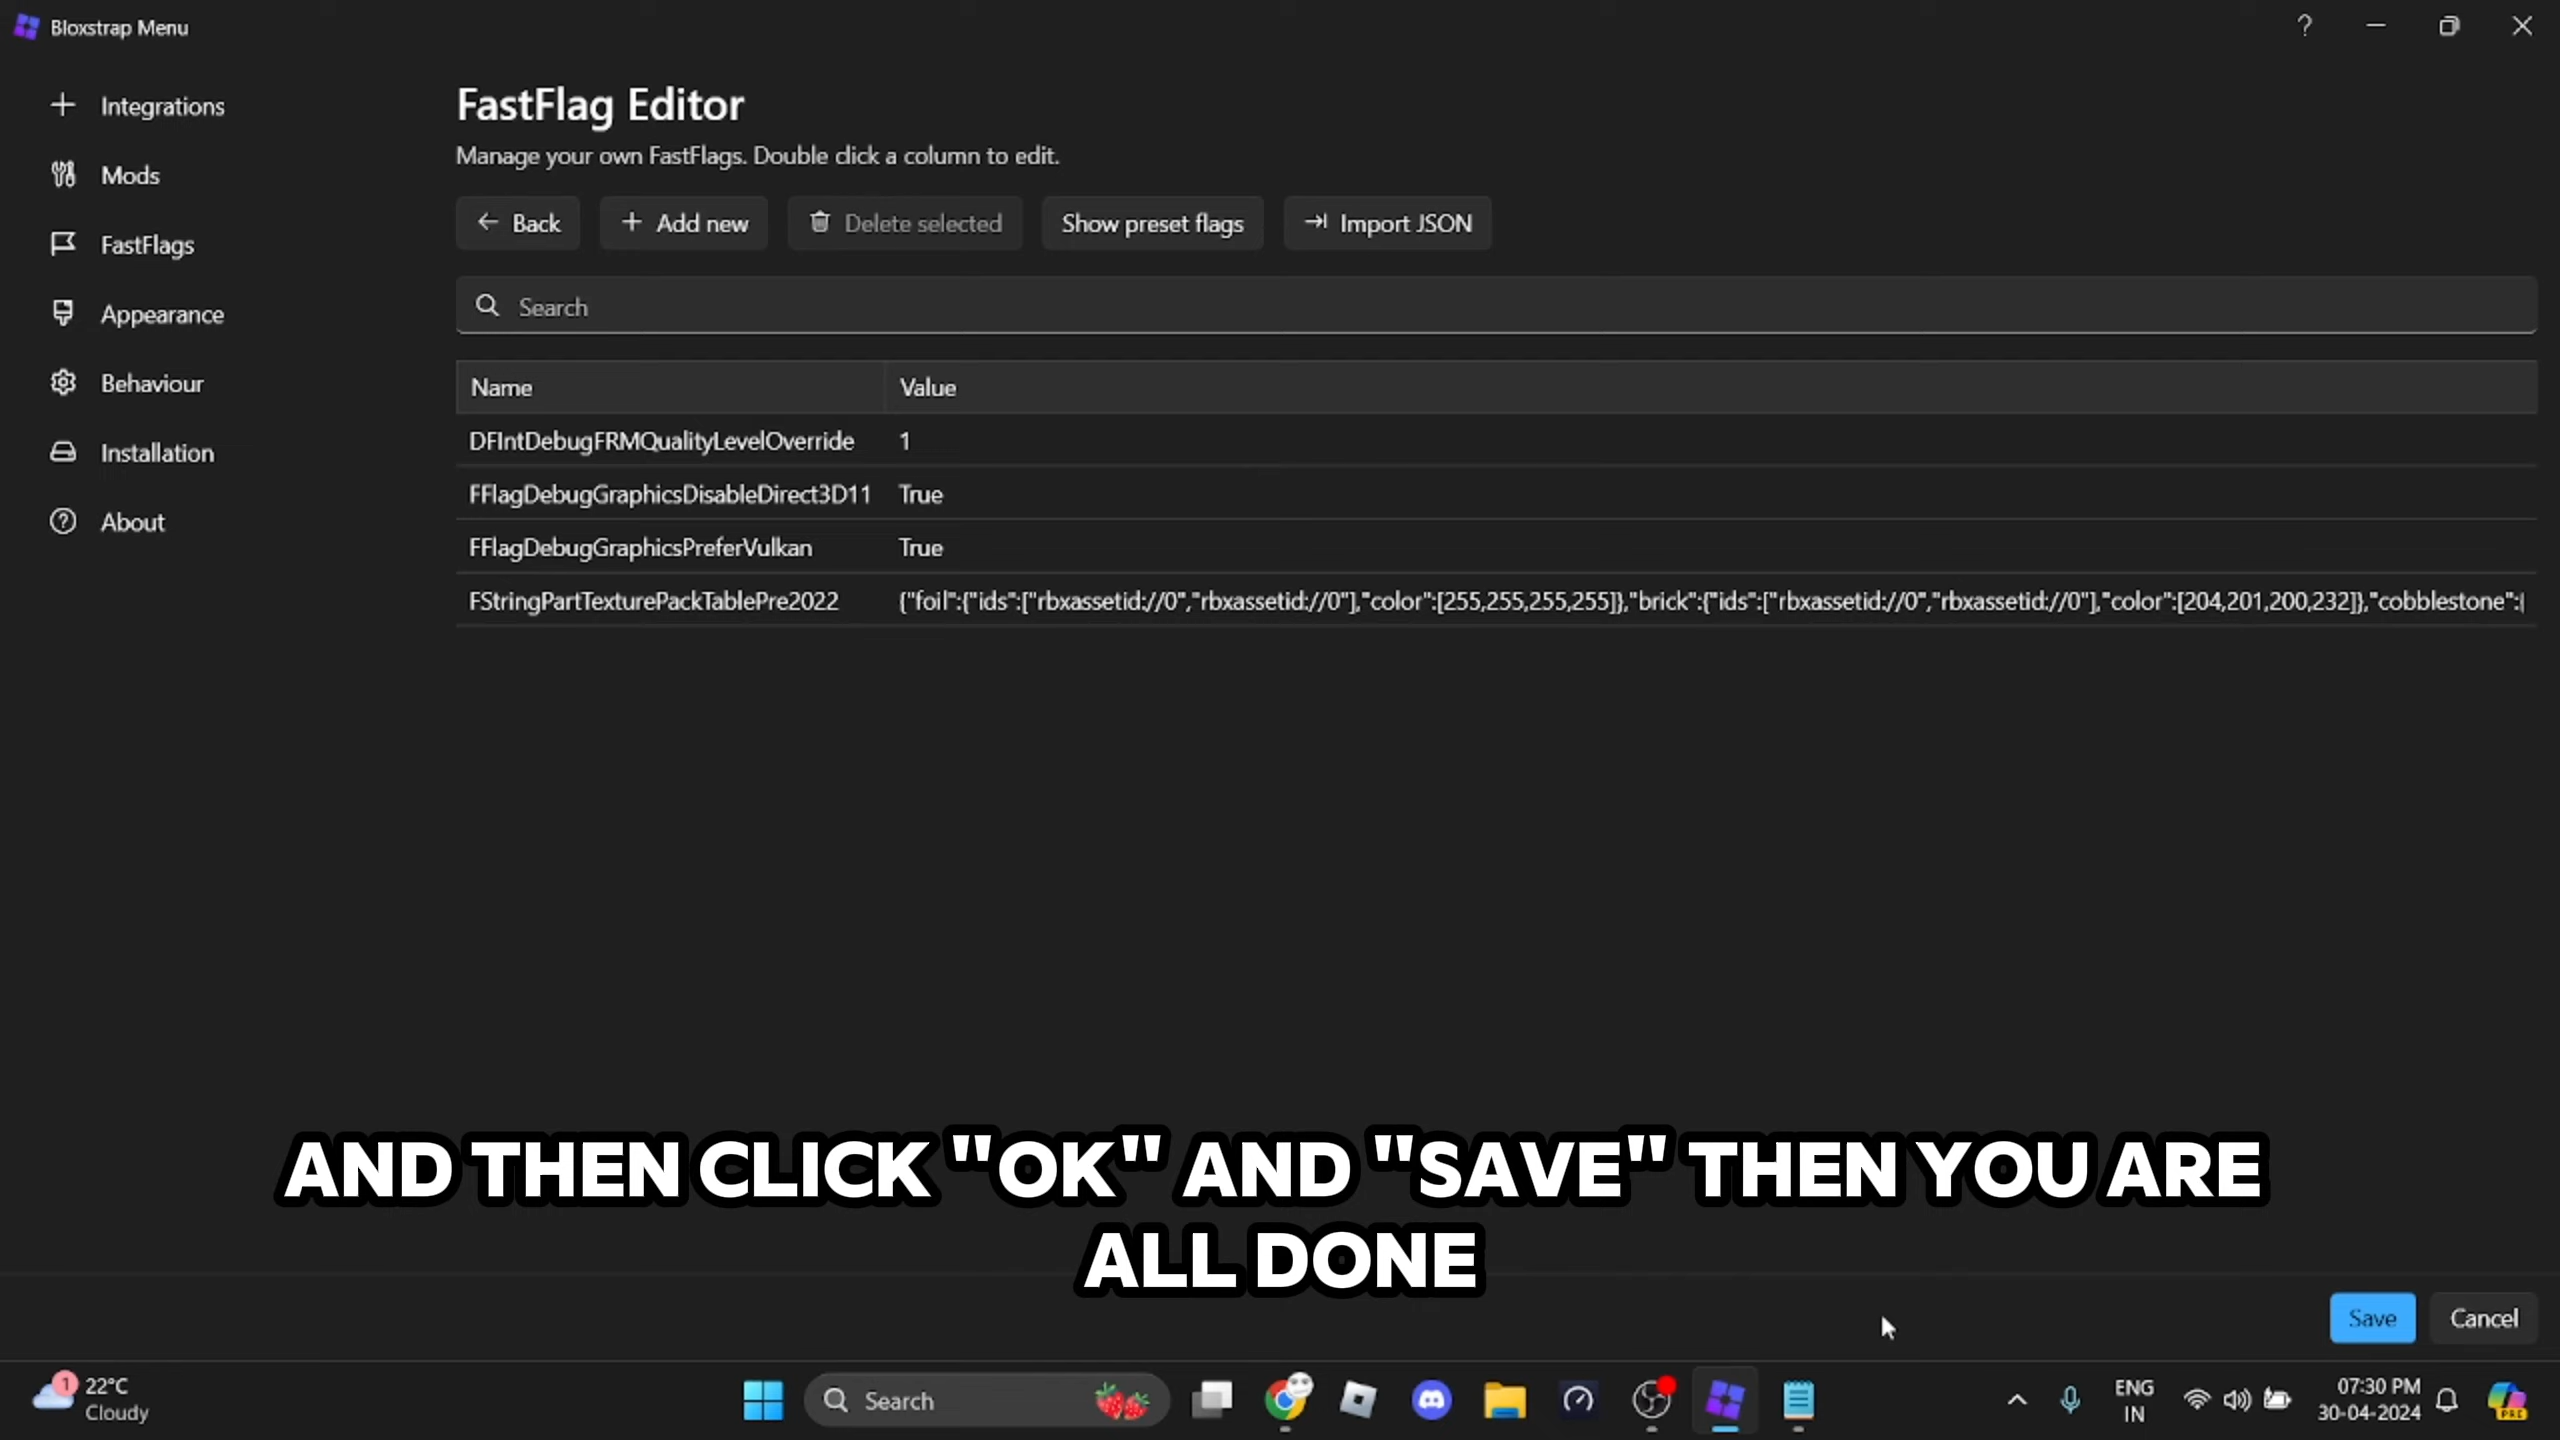 Bloxstrap Menu
Integrations
Mods
FastFlags
Appearance
Behaviour
Installation
About
FastFlag Editor
Manage your own FastFlags. Double click a column to edit.
Back
Add new
Delete selected
Show preset flags
Import JSON
Search
Name Value
DFIntDebugFRMQualityLevelOverride 1
FFlagDebugGraphicsDisableDirect3D11 True
FFlagDebugGraphicsPreferVulkan True
FStringPartTexturePackTablePre2022 {"foil":{"ids":["rbxassetid://0","rbxassetid://0"],"color":[255,255,255,255]},"brick":{"ids":["rbxassetid://0","rbxassetid://0"],"color":[204,201,200,232]},"cobblestone":{
AND THEN CLICK "OK" AND "SAVE" THEN YOU ARE
ALL DONE
Save
Cancel
1
22°C
Cloudy
Search
ENG
IN
07:30 PM
30-04-2024
PRE